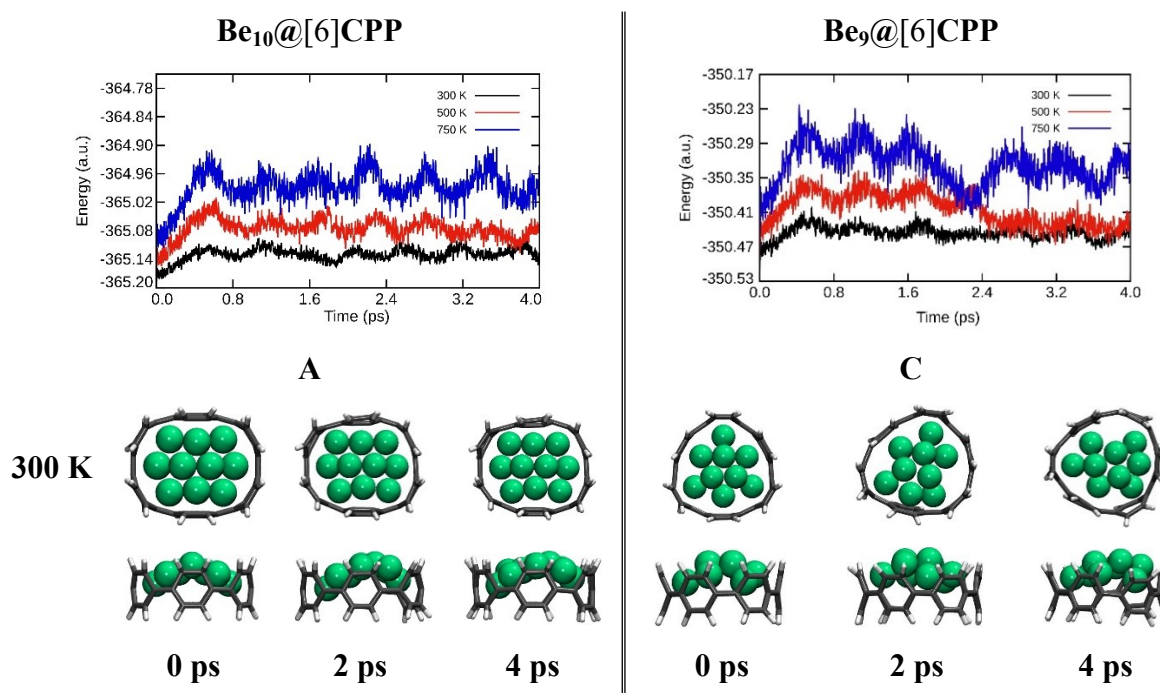 Be10@[6]CPP
-364.78
-364.84
-364.90
-364.96
-365.02
-365.08
-365.14
-365.20
Energy (a.u.)
300 K
500 K
750 K
0.0 0.8 1.6 2.4 3.2 4.0
Time (ps)
A
300 K
0 ps 2 ps 4 ps
Be9@[6]CPP
-350.17
-350.23
-350.29
-350.35
-350.41
-350.47
-350.53
Energy (a.u.)
300 K
500 K
750 K
0.0 0.8 1.6 2.4 3.2 4.0
Time (ps)
C
0 ps 2 ps 4 ps